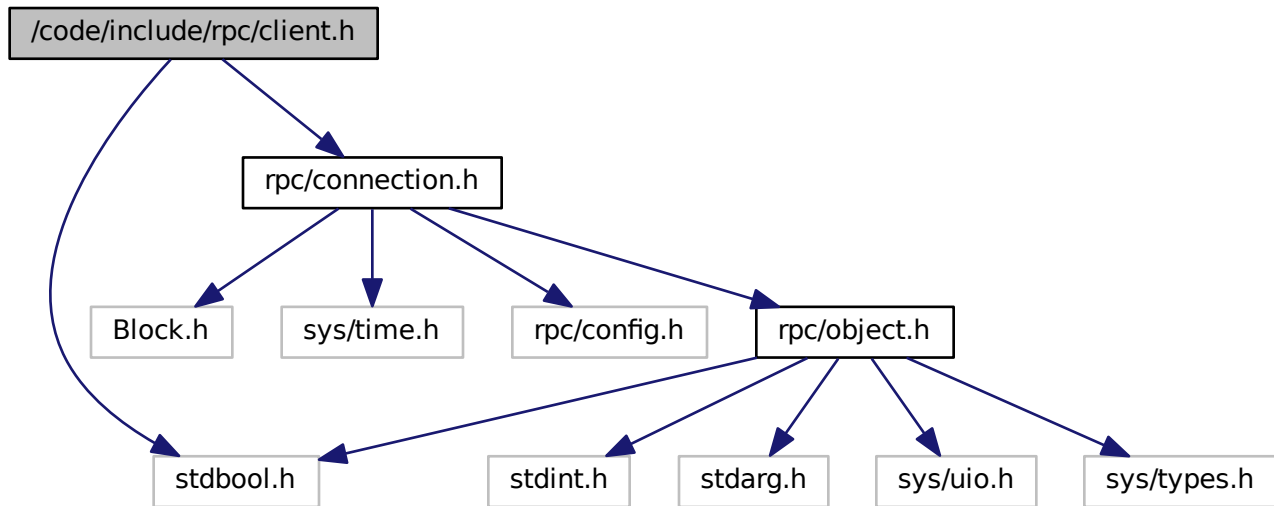 /code/include/rpc/client.h
rpc/connection.h
Block.h
sys/time.h
rpc/config.h
rpc/object.h
stdbool.h
stdint.h
stdarg.h
sys/uio.h
sys/types.h